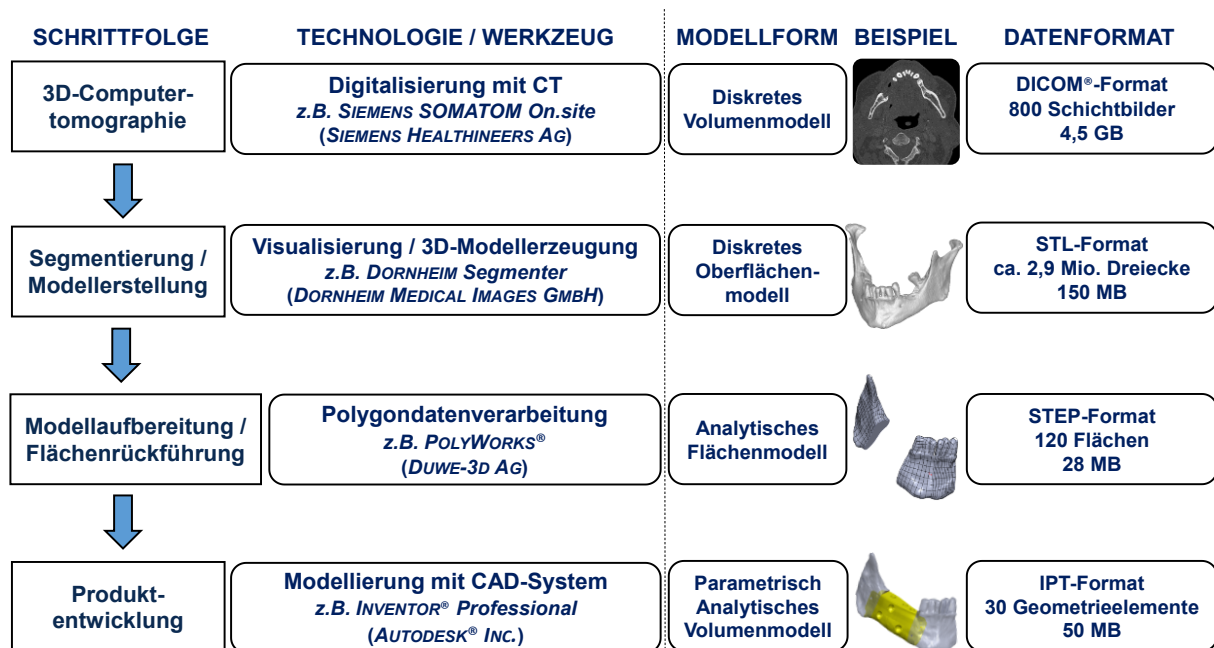 SCHRITTFOLGE
TECHNOLOGIE / WERKZEUG
MODELLFORM
BEISPIEL
DATENFORMAT
3D-Computer-
tomographie
Digitalisierung mit CT
z.B. SIEMENS SOMATOM On.site
(SIEMENS HEALTHINEERS AG)
Diskretes
Volumenmodell
DICOM®-Format
800 Schichtbilder
4,5 GB
Segmentierung /
Modellerstellung
Visualisierung / 3D-Modellerzeugung
z.B. DORNHEIM Segmenter
(DORNHEIM MEDICAL IMAGES GMBH)
Diskretes
Oberflächen-
modell
STL-Format
ca. 2,9 Mio. Dreiecke
150 MB
Modellaufbereitung /
Flächenrückführung
Polygondatenverarbeitung
z.B. POLYWORKS®
(DUWE-3D AG)
Analytisches
Flächenmodell
STEP-Format
120 Flächen
28 MB
Produkt-
entwicklung
Modellierung mit CAD-System
z.B. INVENTOR® Professional
(AUTODESK® INC.)
Parametrisch
Analytisches
Volumenmodell
IPT-Format
30 Geometrieelemente
50 MB